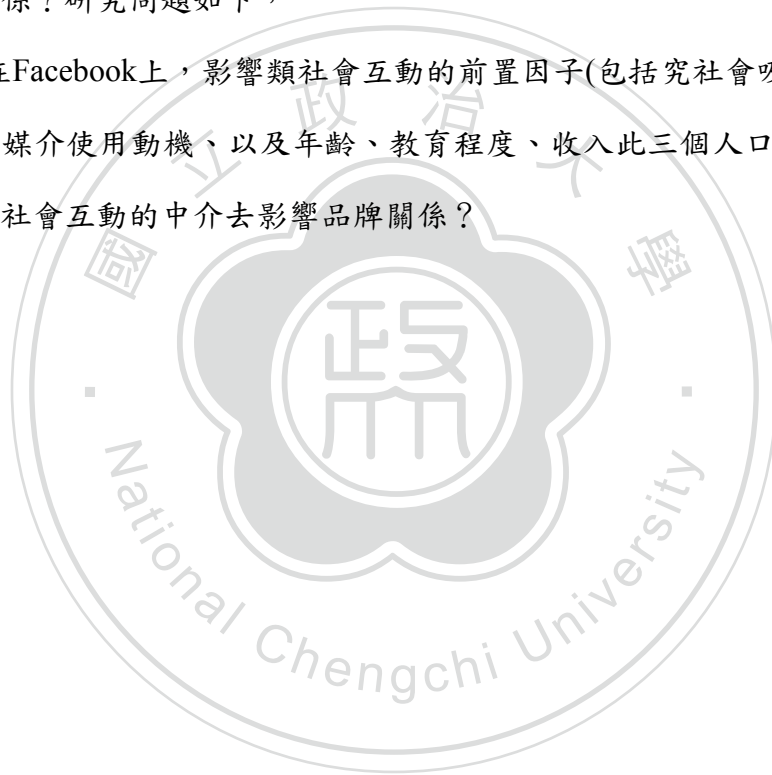 係？研究問題如下，
在Facebook上，影響類社會互動的前置因子(包括究社會吸
媒介使用動機、以及年齡、教育程度、收入此三個人口
社會互動的中介去影響品牌關係？
國立政治大學
政
National Chengchi University